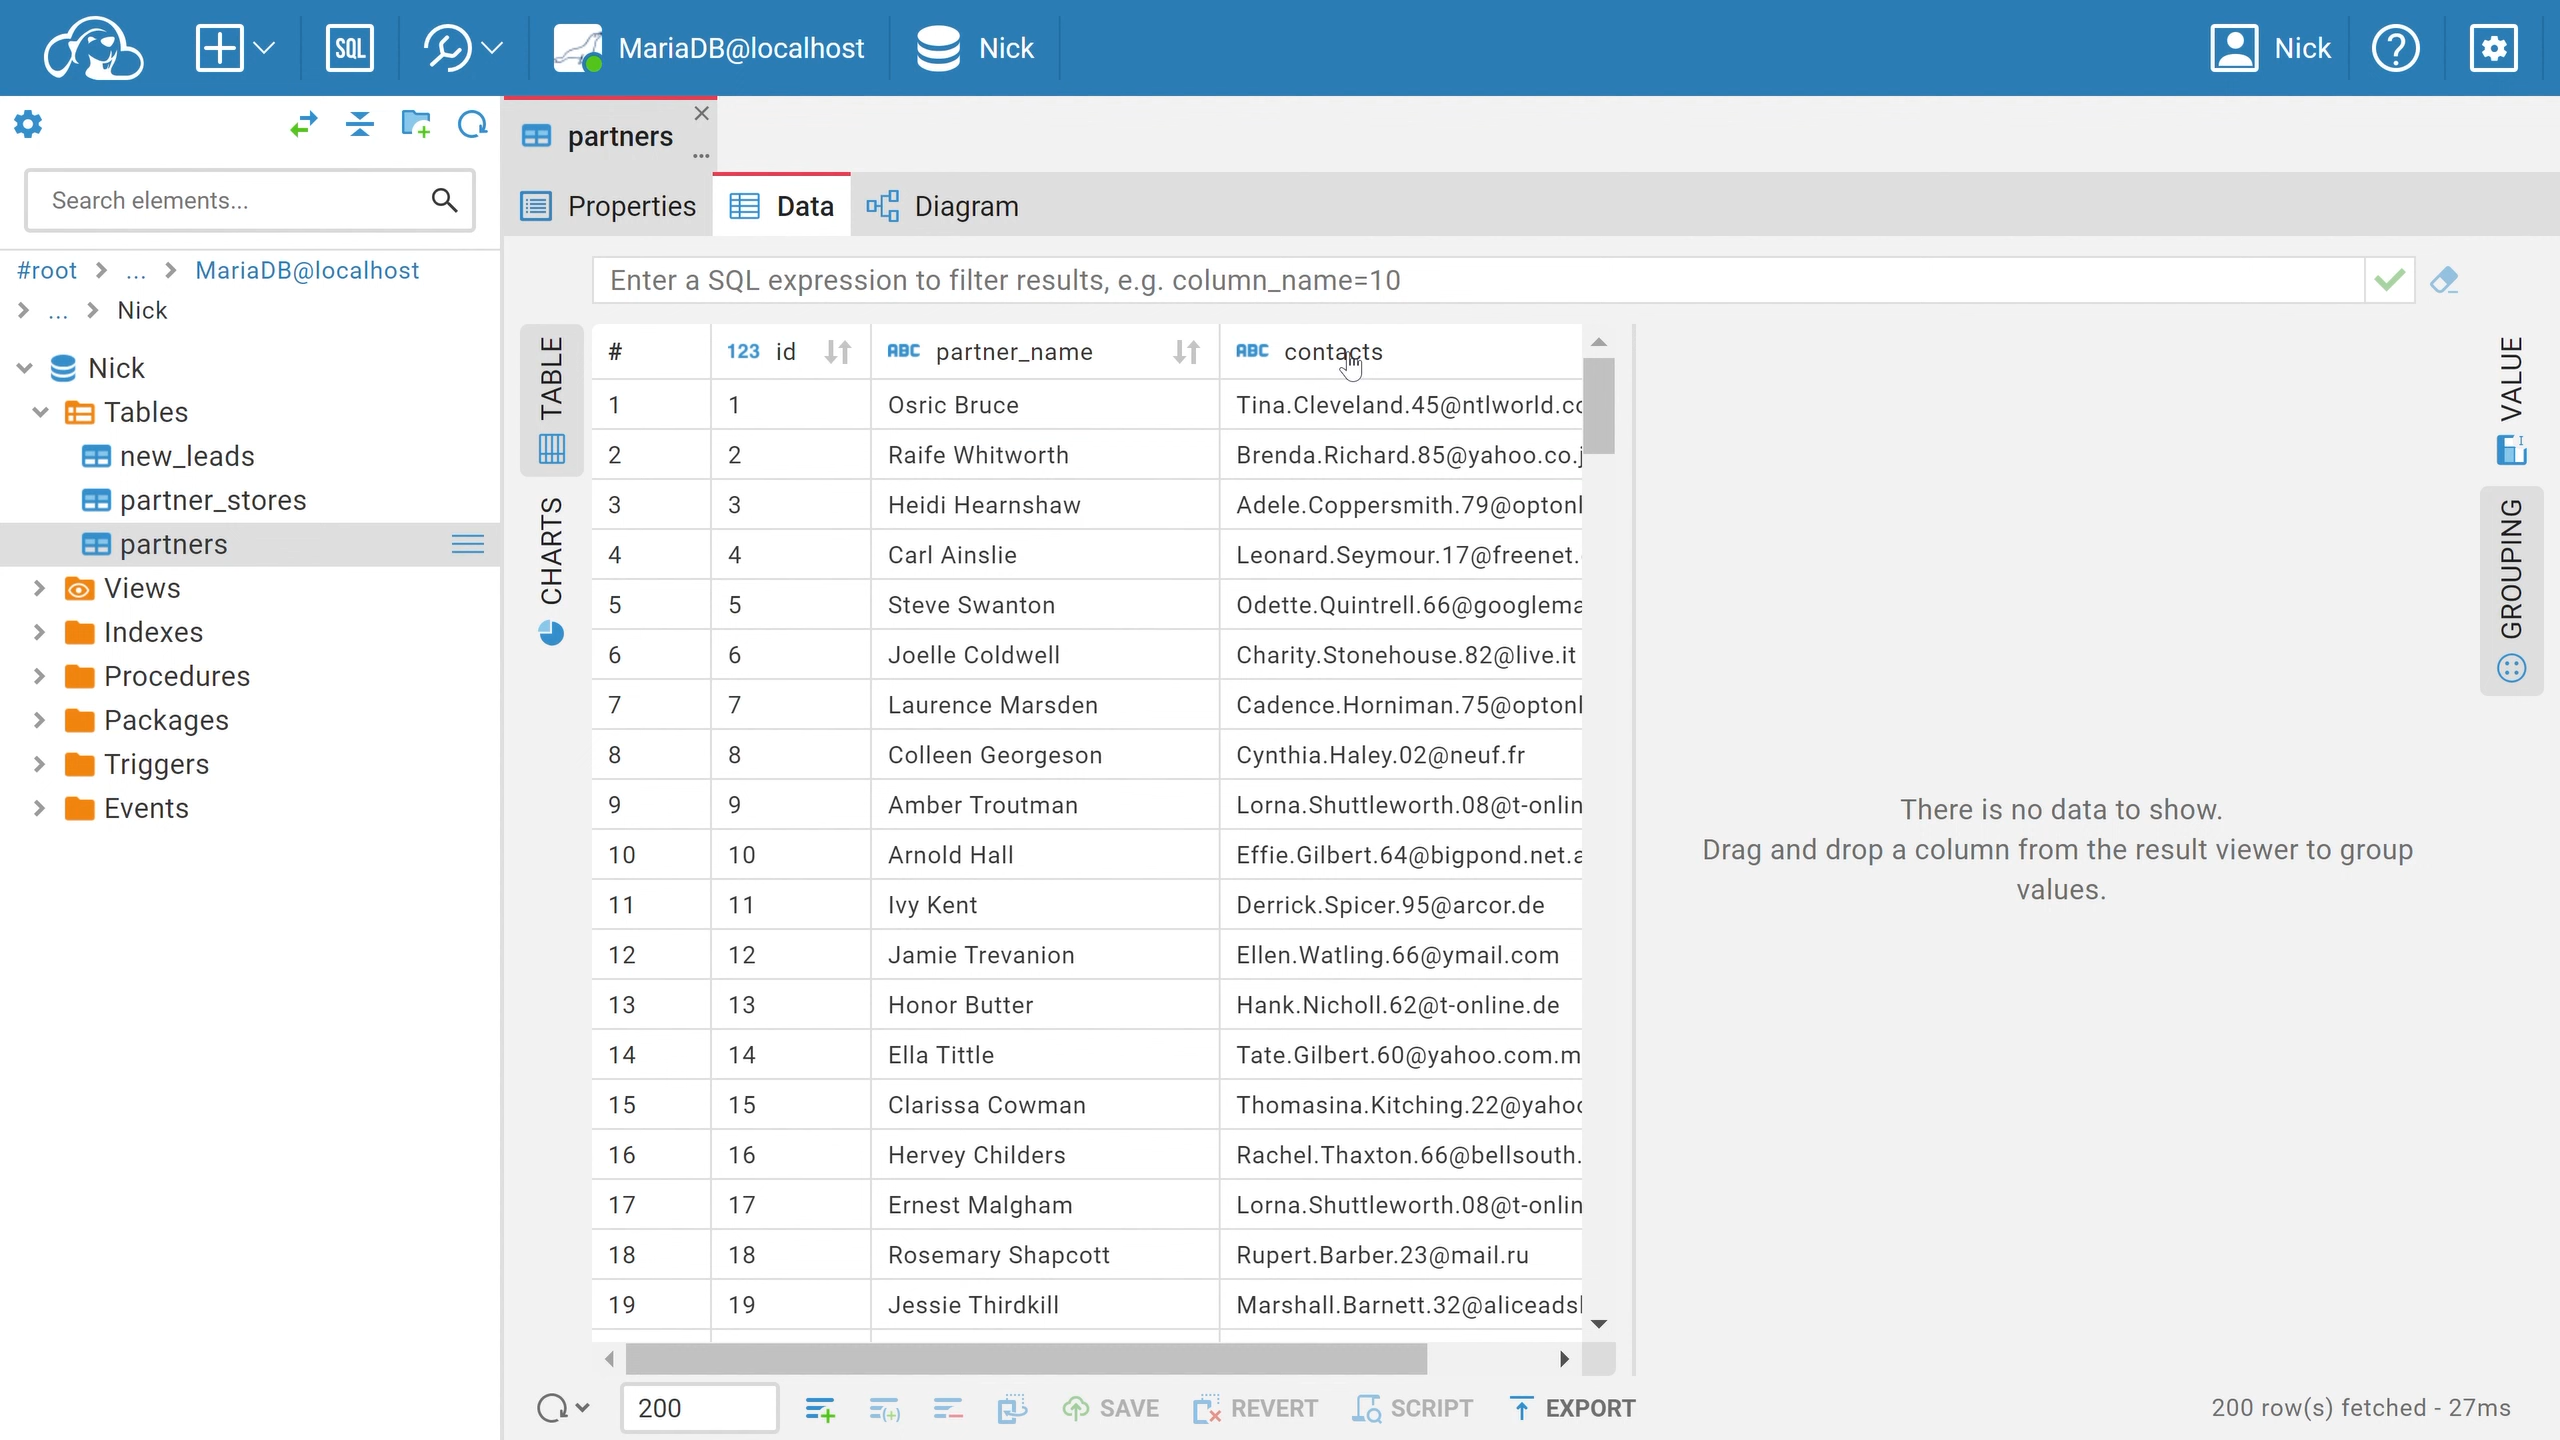 SQL
MariaDB@localhost
Nick
Nick
partners
Search elements...
Properties
Data
Diagram
#root > ... > MariaDB@localhost
> ... > Nick
Enter a SQL expression to filter results, e.g. column_name=10
Nick
Tables
new_leads
partner_stores
partners
Views
Indexes
Procedures
Packages
Triggers
Events
TABLE
CHARTS
# 123 id ABC partner_name ABC contacts
1 1 Osric Bruce Tina.Cleveland.45@ntlworld.co
2 2 Raife Whitworth Brenda.Richard.85@yahoo.co.j
3 3 Heidi Hearnshaw Adele.Coppersmith.79@optonl
4 4 Carl Ainslie Leonard.Seymour.17@freenet.
5 5 Steve Swanton Odette.Quintrell.66@googlema
6 6 Joelle Coldwell Charity.Stonehouse.82@live.it
7 7 Laurence Marsden Cadence.Horniman.75@optonl
8 8 Colleen Georgeson Cynthia.Haley.02@neuf.fr
9 9 Amber Troutman Lorna.Shuttleworth.08@t-onlin
10 10 Arnold Hall Effie.Gilbert.64@bigpond.net.a
11 11 Ivy Kent Derrick.Spicer.95@arcor.de
12 12 Jamie Trevanion Ellen.Watling.66@ymail.com
13 13 Honor Butter Hank.Nicholl.62@t-online.de
14 14 Ella Tittle Tate.Gilbert.60@yahoo.com.m
15 15 Clarissa Cowman Thomasina.Kitching.22@yahoo
16 16 Hervey Childers Rachel.Thaxton.66@bellsouth.
17 17 Ernest Malgham Lorna.Shuttleworth.08@t-onlin
18 18 Rosemary Shapcott Rupert.Barber.23@mail.ru
19 19 Jessie Thirdkill Marshall.Barnett.32@aliceadsl
There is no data to show.
Drag and drop a column from the result viewer to group
values.
VALUE
GROUPING
200
SAVE
REVERT
SCRIPT
EXPORT
200 row(s) fetched - 27ms